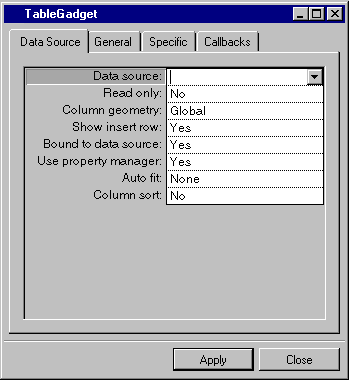 TableGadget
Data Source General Specific Callbacks
Data source:
Read only: No
Column geometry: Global
Show insert row: Yes
Bound to data source: Yes
Use property manager: Yes
Auto fit: None
Column sort: No
Apply Close